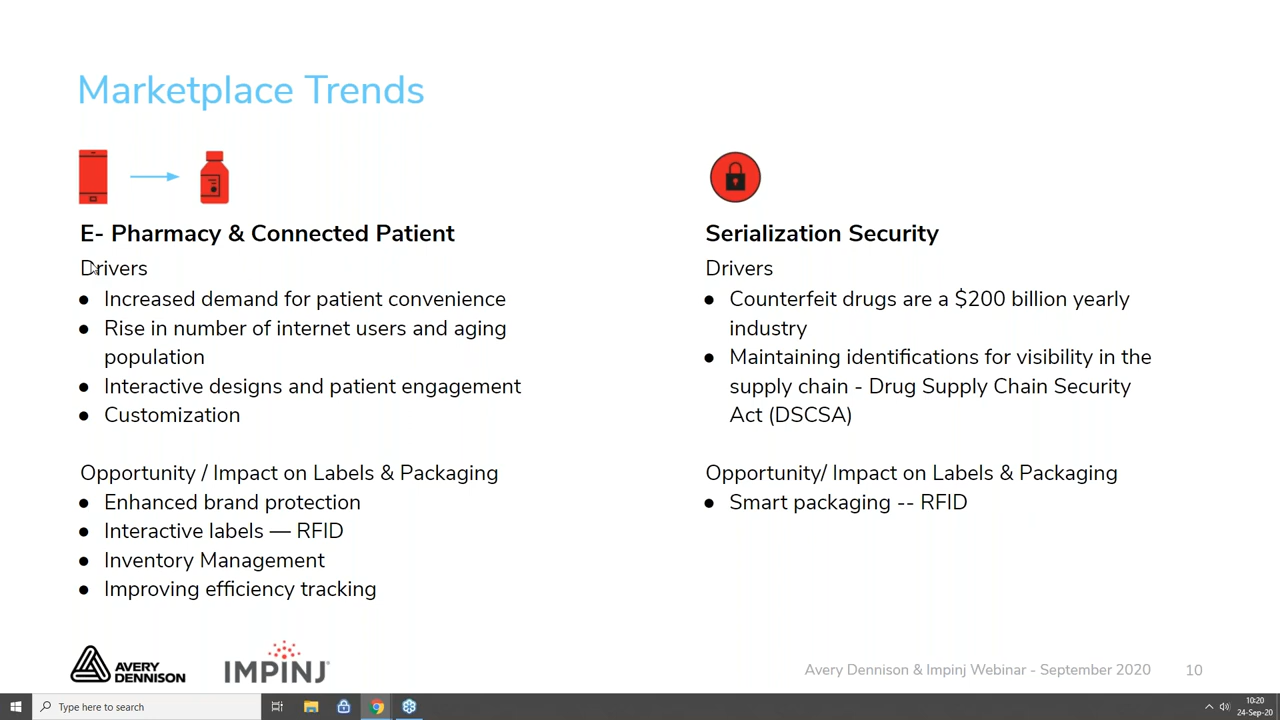 Marketplace Trends
E- Pharmacy & Connected Patient
Drivers
● Increased demand for patient convenience
● Rise in number of internet users and aging
population
● Interactive designs and patient engagement
● Customization
Opportunity / Impact on Labels & Packaging
● Enhanced brand protection
● Interactive labels — RFID
● Inventory Management
● Improving efficiency tracking
Serialization Security
Drivers
● Counterfeit drugs are a $200 billion yearly
industry
● Maintaining identifications for visibility in the
supply chain - Drug Supply Chain Security
Act (DSCSA)
Opportunity/ Impact on Labels & Packaging
● Smart packaging -- RFID
AVERY
DENNISON
IMPINJ
Avery Dennison & Impinj Webinar - September 2020
10
Type here to search
10:20
24-Sep-20